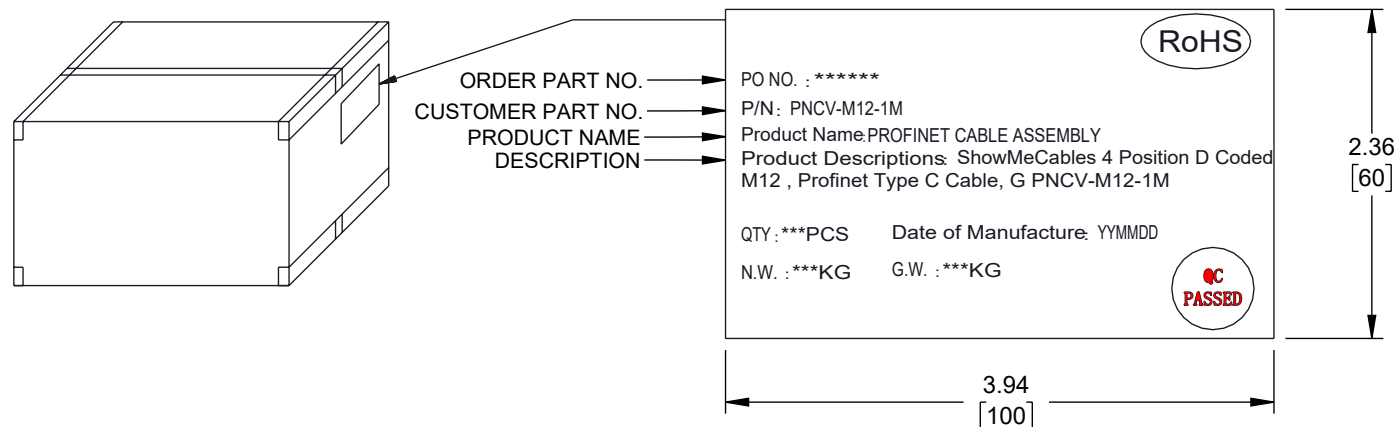 RoHS
ORDER PART NO.
PO NO. : ******
CUSTOMER PART NO.
P/N: PNCV-M12-1M
PRODUCT NAME
Product Name:PROFINET CABLE ASSEMBLY
DESCRIPTION
Product Descriptions: ShowMeCables 4 Position D Coded
M12 , Profinet Type C Cable, G PNCV-M12-1M
2.36
[60]
QTY : ***PCS Date of Manufacture: YYMMDD
N.W. : ***KG G.W. : ***KG
QC
PASSED
3.94
[100]